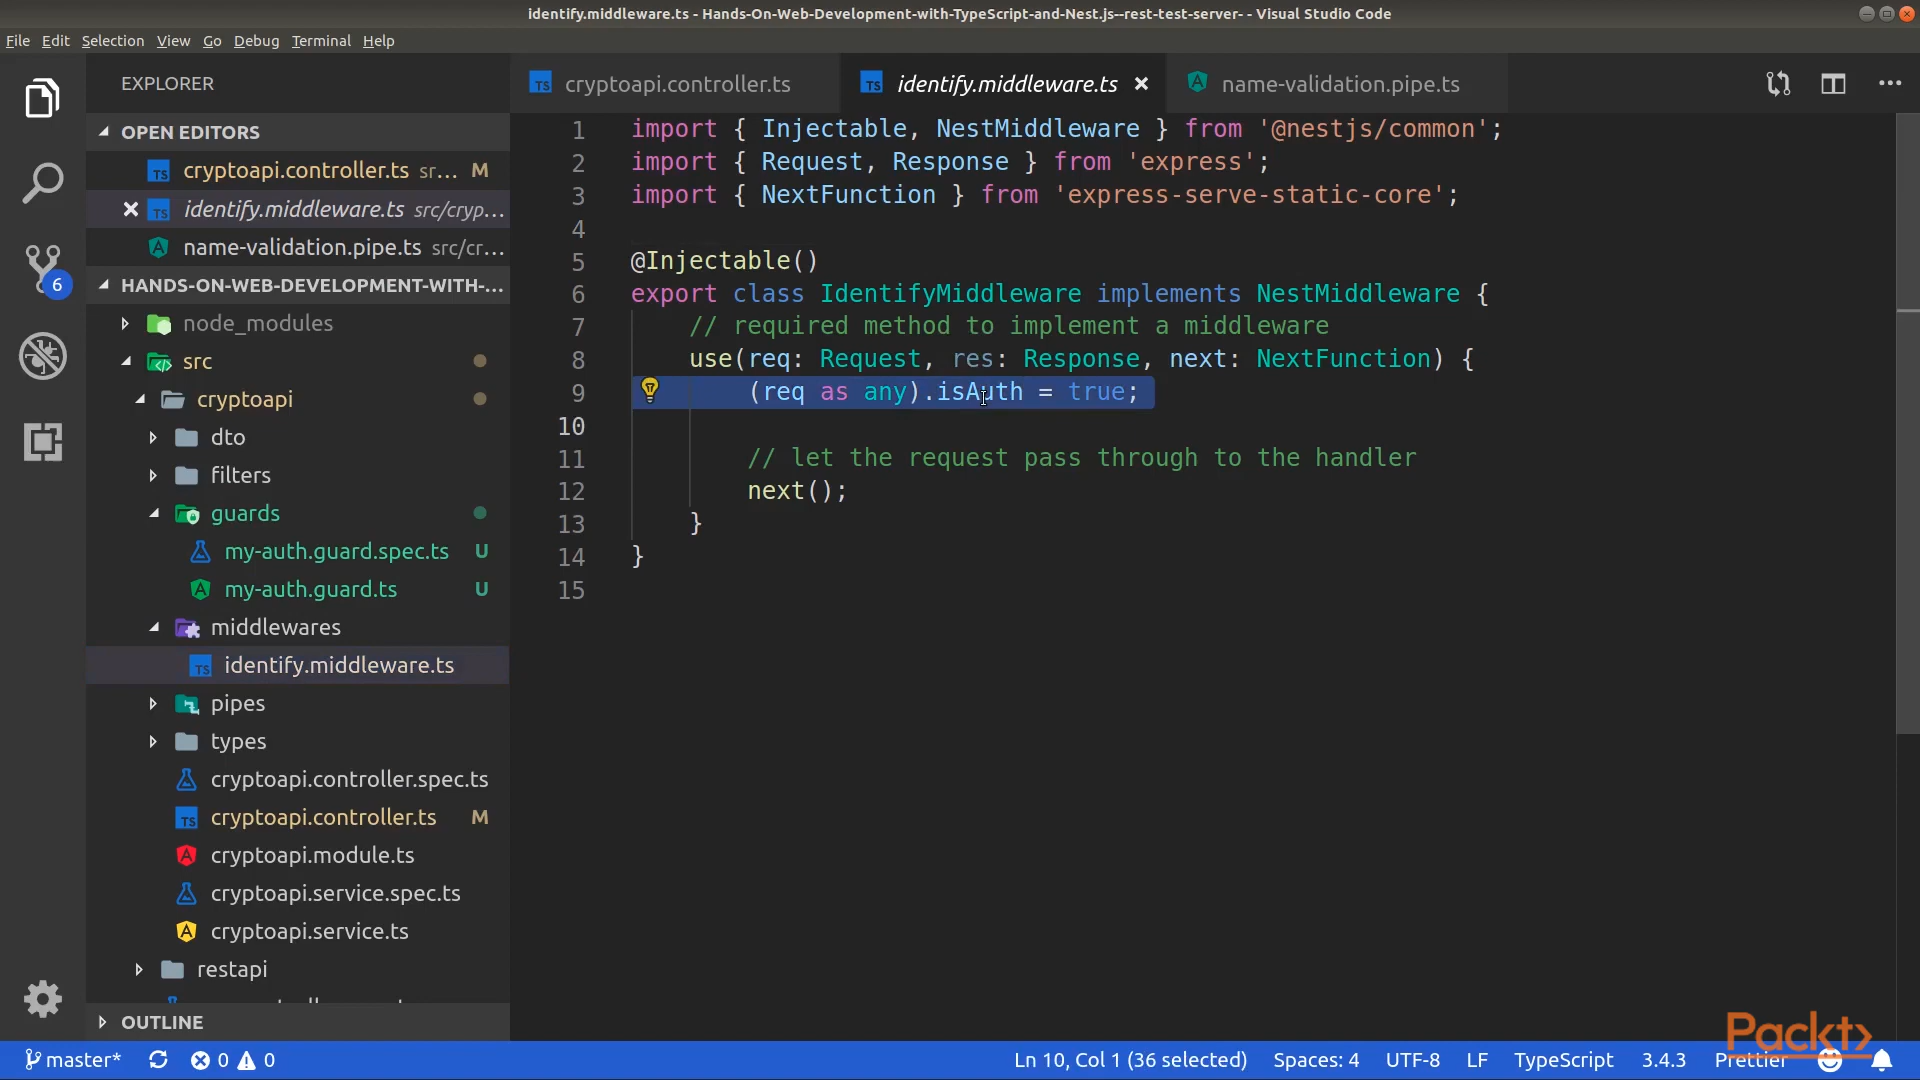 identify.middleware.ts - Hands-On-Web-Development-with-TypeScript-and-Nest.js--rest-test-server- - Visual Studio Code
File Edit Selection View Go Debug Terminal Help
EXPLORER
OPEN EDITORS
cryptoapi.controller.ts sr... M
identify.middleware.ts src/cryp...
name-validation.pipe.ts src/cr...
HANDS-ON-WEB-DEVELOPMENT-WITH-...
node_modules
src
cryptoapi
dto
filters
guards
my-auth.guard.spec.ts U
my-auth.guard.ts U
middlewares
identify.middleware.ts
pipes
types
cryptoapi.controller.spec.ts
cryptoapi.controller.ts M
cryptoapi.module.ts
cryptoapi.service.spec.ts
cryptoapi.service.ts
restapi
OUTLINE
6
cryptoapi.controller.ts identify.middleware.ts name-validation.pipe.ts
1 import { Injectable, NestMiddleware } from '@nestjs/common';
2 import { Request, Response } from 'express';
3 import { NextFunction } from 'express-serve-static-core';
4
5 @Injectable()
6 export class IdentifyMiddleware implements NestMiddleware {
7 // required method to implement a middleware
8 use(req: Request, res: Response, next: NextFunction) {
9 (req as any).isAuth = true;
10
11 // let the request pass through to the handler
12 next();
13 }
14 }
15
Packt>
master* 0 0 Ln 10, Col 1 (36 selected) Spaces: 4 UTF-8 LF TypeScript 3.4.3 Prettier